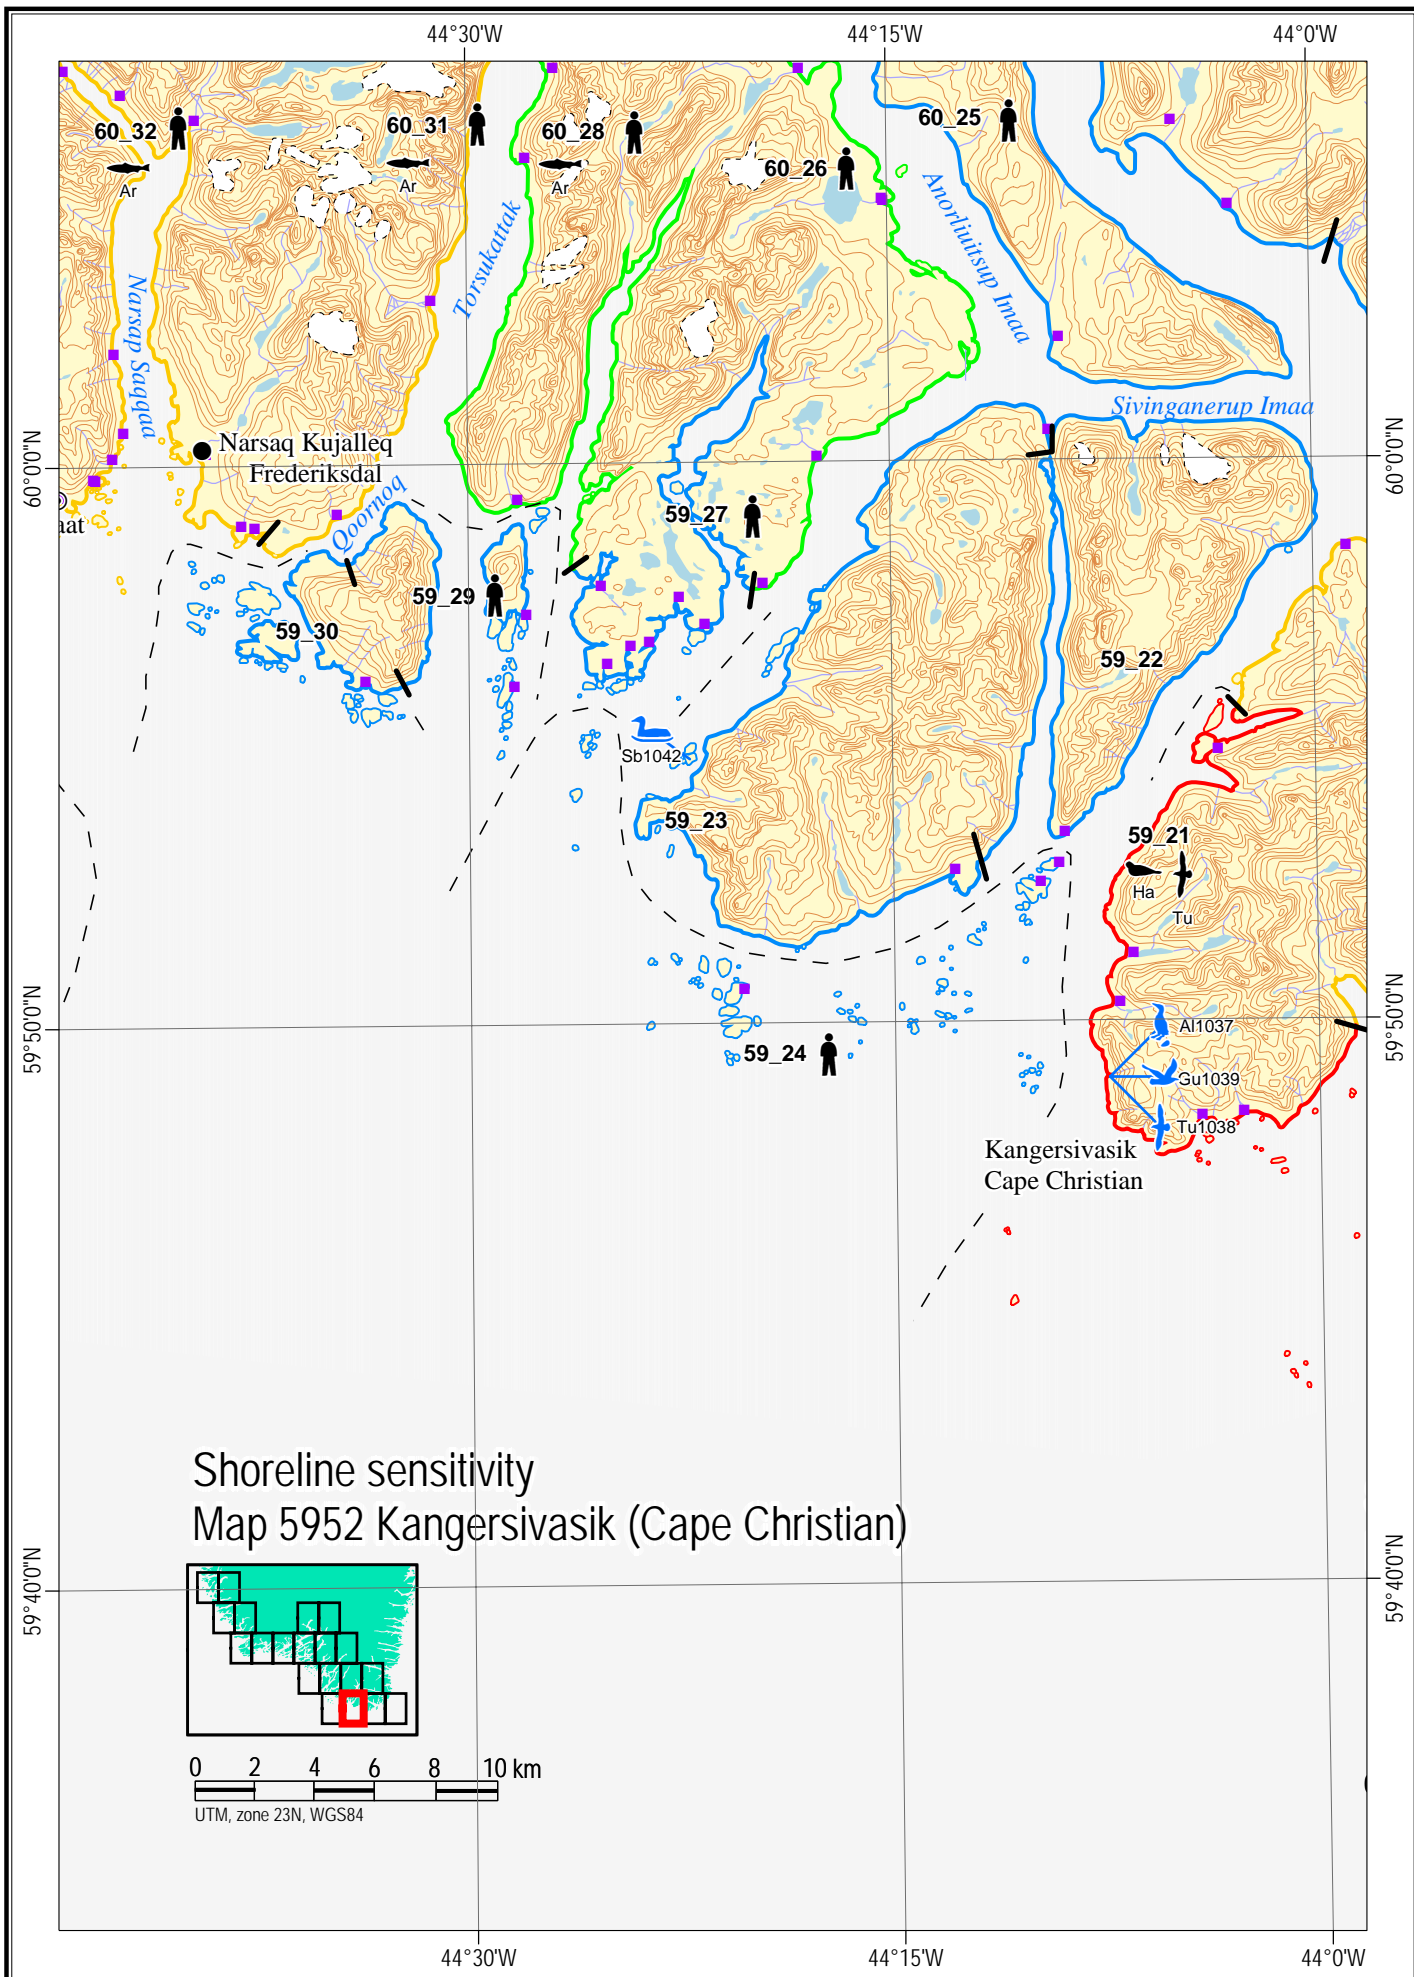 44°30'W
44°15'W
44°0'W
60_32
60_31
60_28
60_25
60_26
Ar
Ar
Ar
Anorliuitsup Imaa
Torsukattak
Narsap Saqqaa
Sivinganerup Imaa
60°0'0"N
60°0'0"N
Narsaq Kujalleq
Frederiksdal
aat
Qoornoq
59_27
59_29
59_30
59_22
Sb1042
59_23
59_21
Ha
Tu
59°50'0"N
59°50'0"N
Al1037
59_24
Gu1039
Tu1038
Kangersivasik
Cape Christian
Shoreline sensitivity
Map 5952 Kangersivasik (Cape Christian)
59°40'0"N
59°40'0"N
0 2 4 6 8 10 km
UTM, zone 23N, WGS84
44°30'W
44°15'W
44°0'W